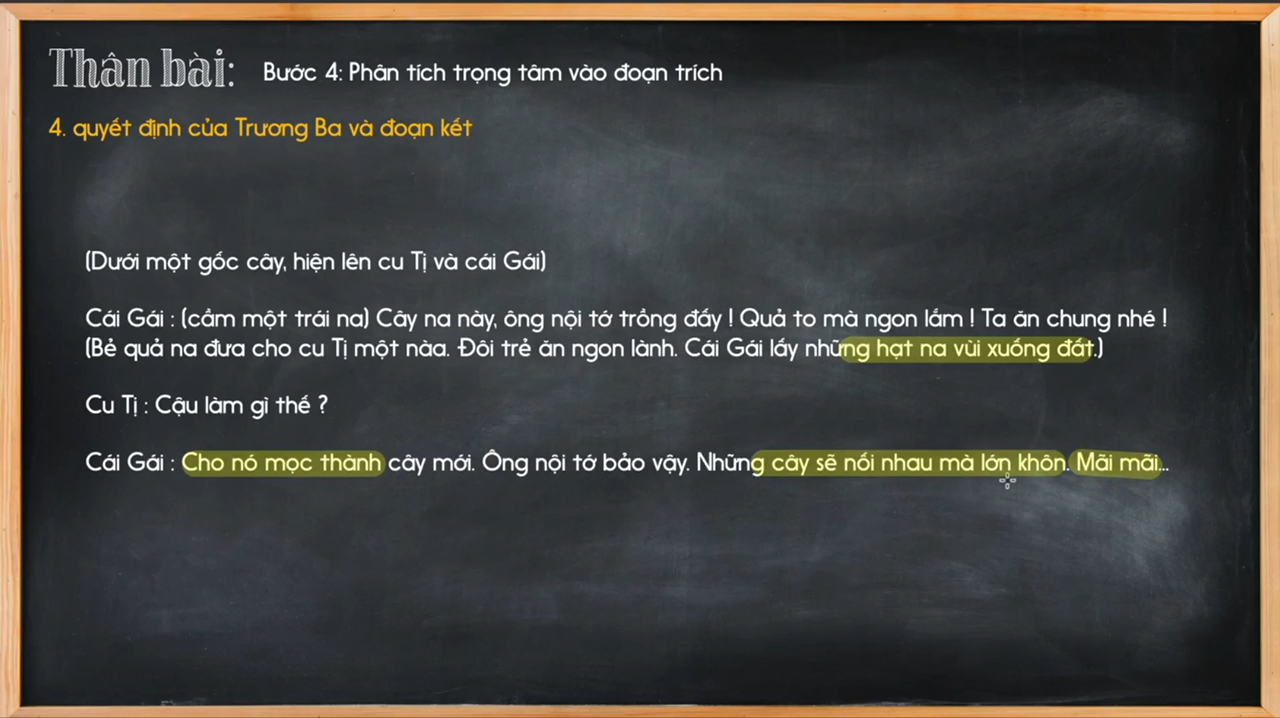 Thân bài: Bước 4: Phân tích trọng tâm vào đoạn trích
4. quyết định của Trương Ba và đoạn kết
(Dưới một gốc cây, hiện lên cu Tị và cái Gái)
Cái Gái : (cầm một trái na) Cây na này, ông nội tớ trồng đấy ! Quả to mà ngon lắm ! Ta ăn chung nhé !
(Bẻ quả na đưa cho cu Tị một nàa. Đôi trẻ ăn ngon lành. Cái Gái lấy những hạt na vùi xuống đất.)
Cu Tị : Cậu làm gì thế ?
Cái Gái : Cho nó mọc thành cây mới. Ông nội tớ bảo vậy. Những cây sẽ nối nhau mà lớn khôn. Mãi mãi...